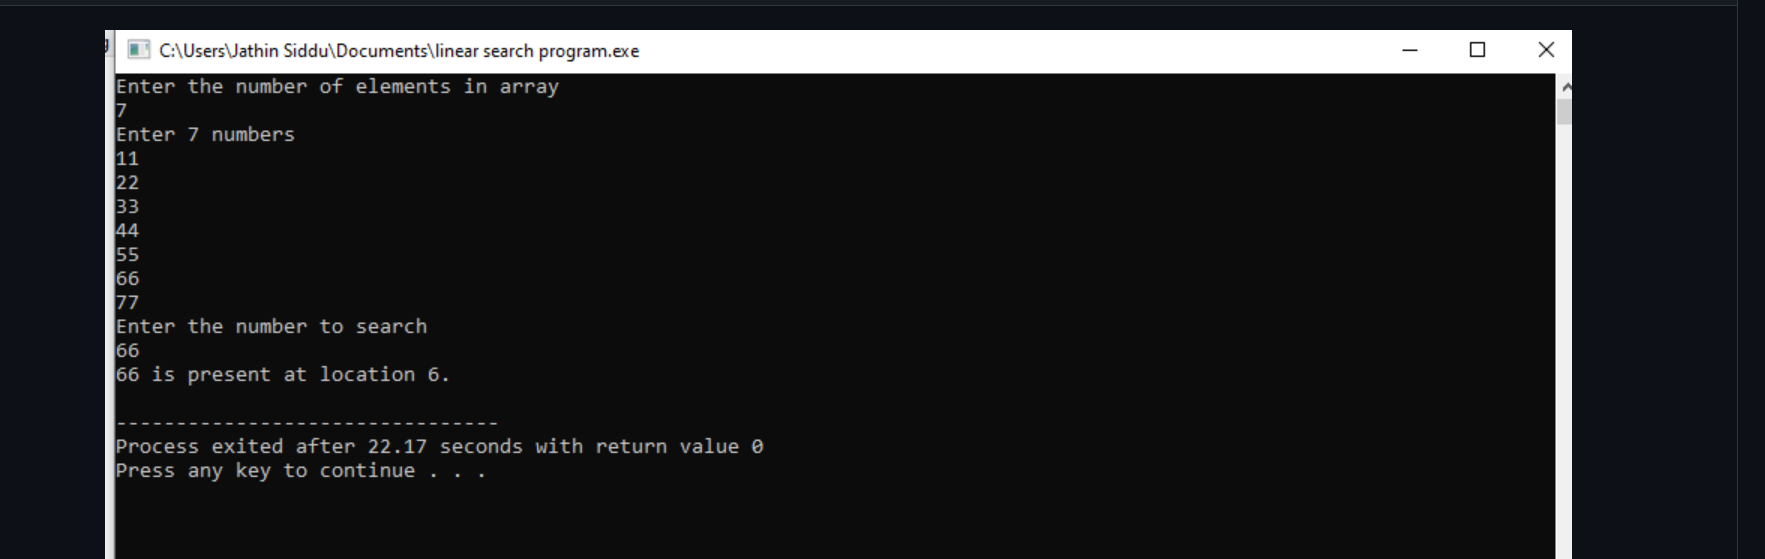 C:\Users\Jathin Siddu\Documents\linear search program.exe
Enter the number of elements in array
7
Enter 7 numbers
11
22
33
44
55
66
77
Enter the number to search
66
66 is present at location 6.
--------------------------------
Process exited after 22.17 seconds with return value 0
Press any key to continue . . .